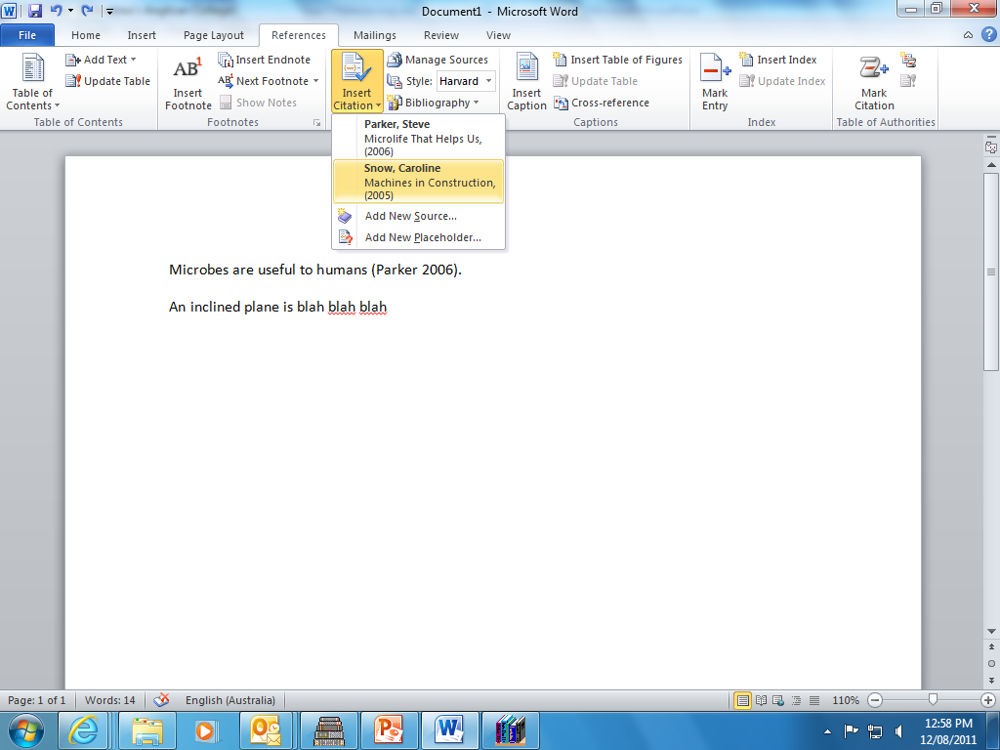 Document1 - Microsoft Word
File Home Insert Page Layout References Mailings Review View
Table of Contents
Add Text
Update Table
Table of Contents
AB1
Insert Footnote
Insert Endnote
AB1 Next Footnote
Show Notes
Footnotes
Insert Citation
Manage Sources
Style: Harvard
Bibliography
Insert Caption
Insert Table of Figures
Update Table
Cross-reference
Captions
Mark Entry
Insert Index
Update Index
Index
Mark Citation
Table of Authorities
Parker, Steve
Microlife That Helps Us,
(2006)
Snow, Caroline
Machines in Construction,
(2005)
Add New Source...
Add New Placeholder...
Microbes are useful to humans (Parker 2006).
An inclined plane is blah blah blah
Page: 1 of 1 Words: 14 English (Australia) 110%
12:58 PM
12/08/2011